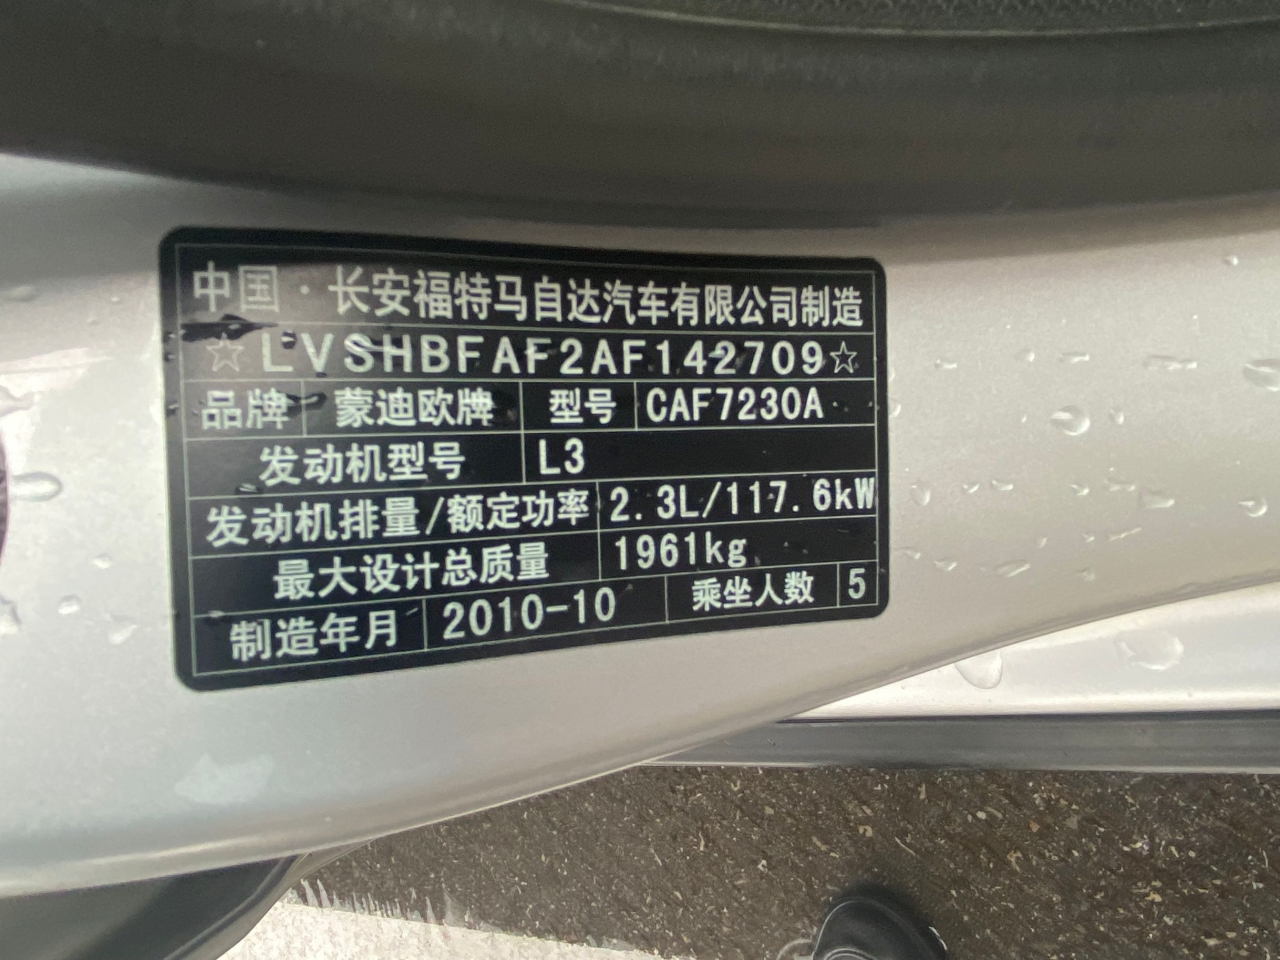 中国·长安福特马自达汽车有限公司制造
☆LVSHBFAF2AF142709☆
品牌 蒙迪欧牌 型号 CAF7230A
发动机型号 L3
发动机排量/额定功率 2.3L/117.6kW
最大设计总质量 1961kg
制造年月 2010-10 乘坐人数 5